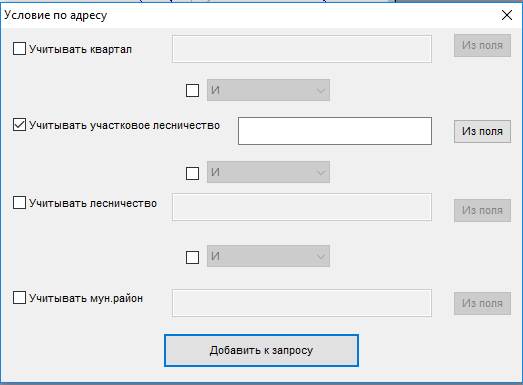 Условие по адресу
Учитывать квартал
Из поля
И
Учитывать участковое лесничество
Из поля
И
Учитывать лесничество
Из поля
И
Учитывать мун.район
Из поля
Добавить к запросу